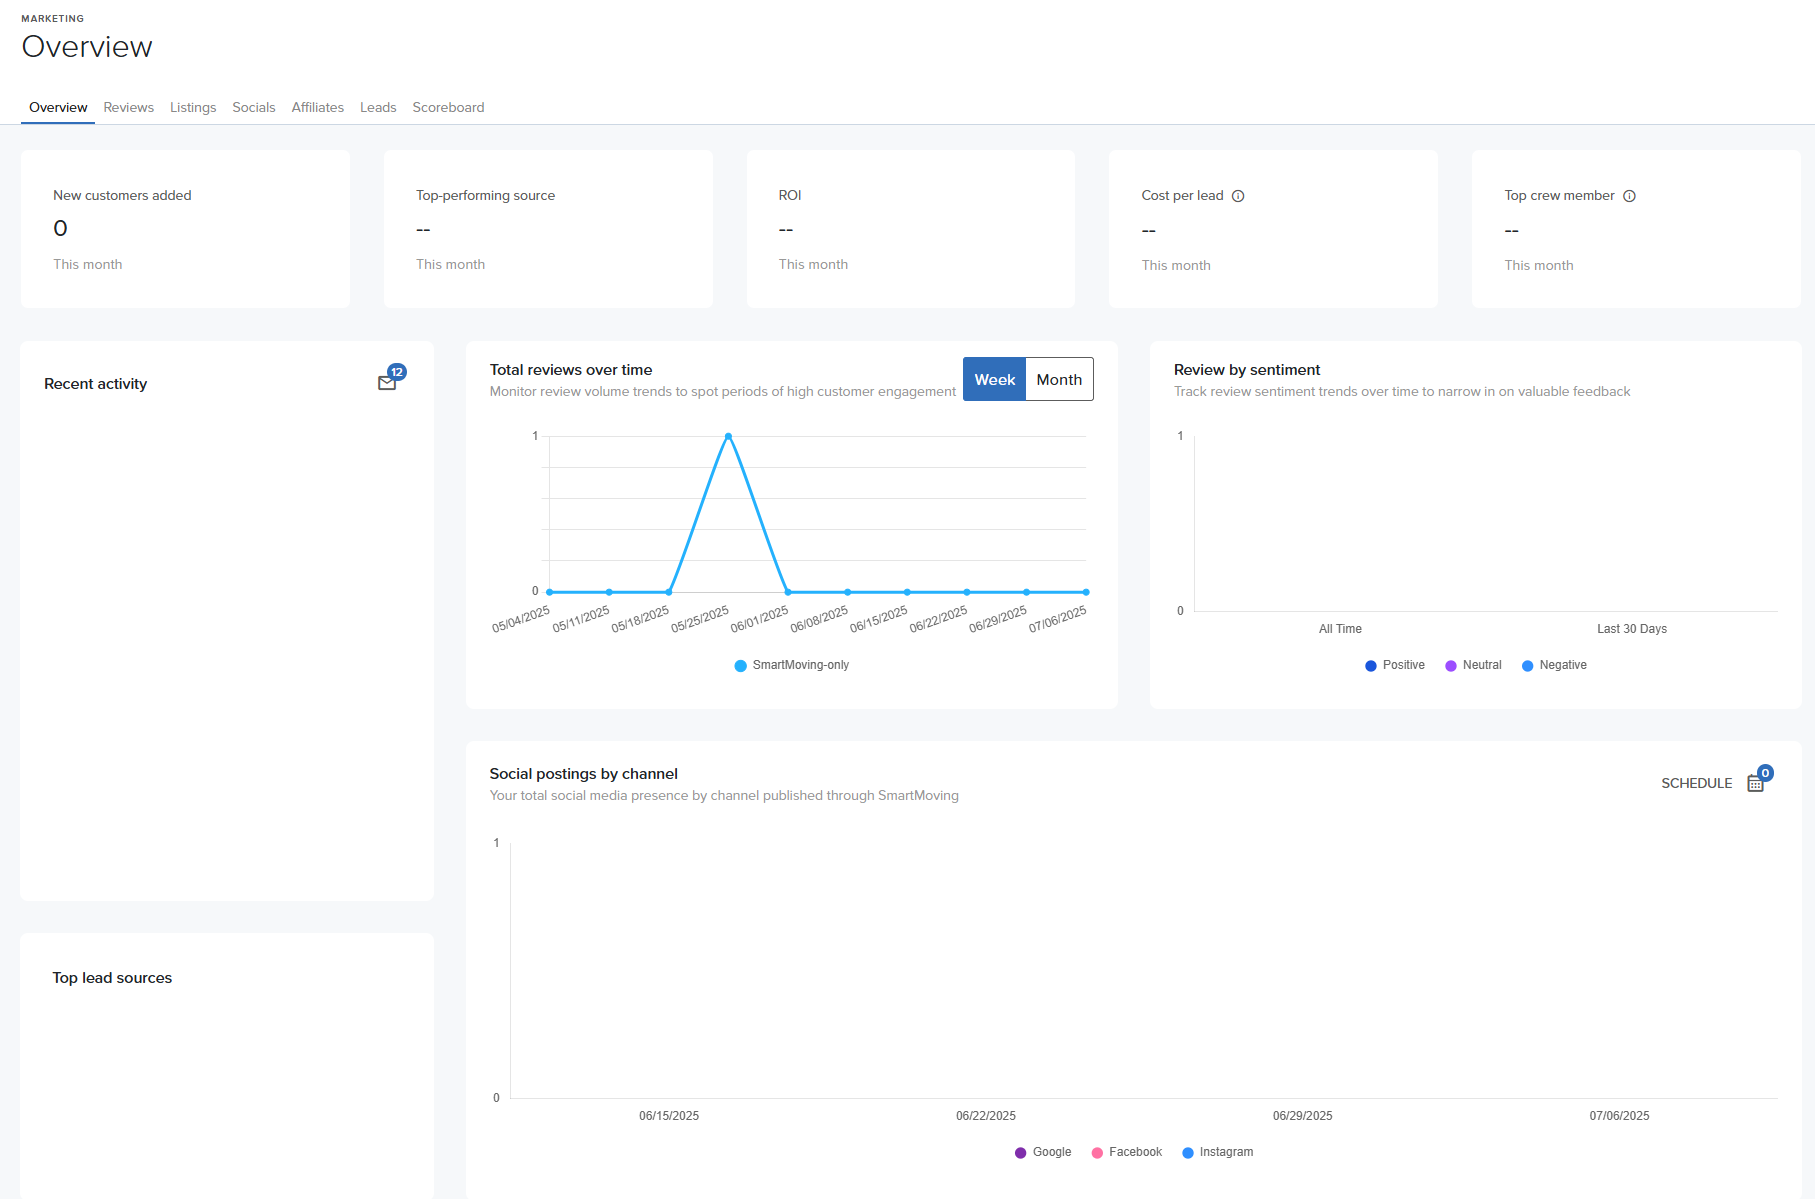 MARKETING
Overview
Overview Reviews Listings Socials Affiliates Leads Scoreboard
New customers added
0
This month
Top-performing source
--
This month
ROI
--
This month
Cost per lead
--
This month
Top crew member
--
This month
Recent activity
12
Total reviews over time
Monitor review volume trends to spot periods of high customer engagement
Week Month
1
0
05/04/2025 05/11/2025 05/18/2025 05/25/2025 06/01/2025 06/08/2025 06/15/2025 06/22/2025 06/29/2025 07/06/2025
SmartMoving-only
Review by sentiment
Track review sentiment trends over time to narrow in on valuable feedback
1
0
All Time Last 30 Days
Positive Neutral Negative
Top lead sources
Social postings by channel
Your total social media presence by channel published through SmartMoving
SCHEDULE 0
1
0
06/15/2025 06/22/2025 06/29/2025 07/06/2025
Google Facebook Instagram